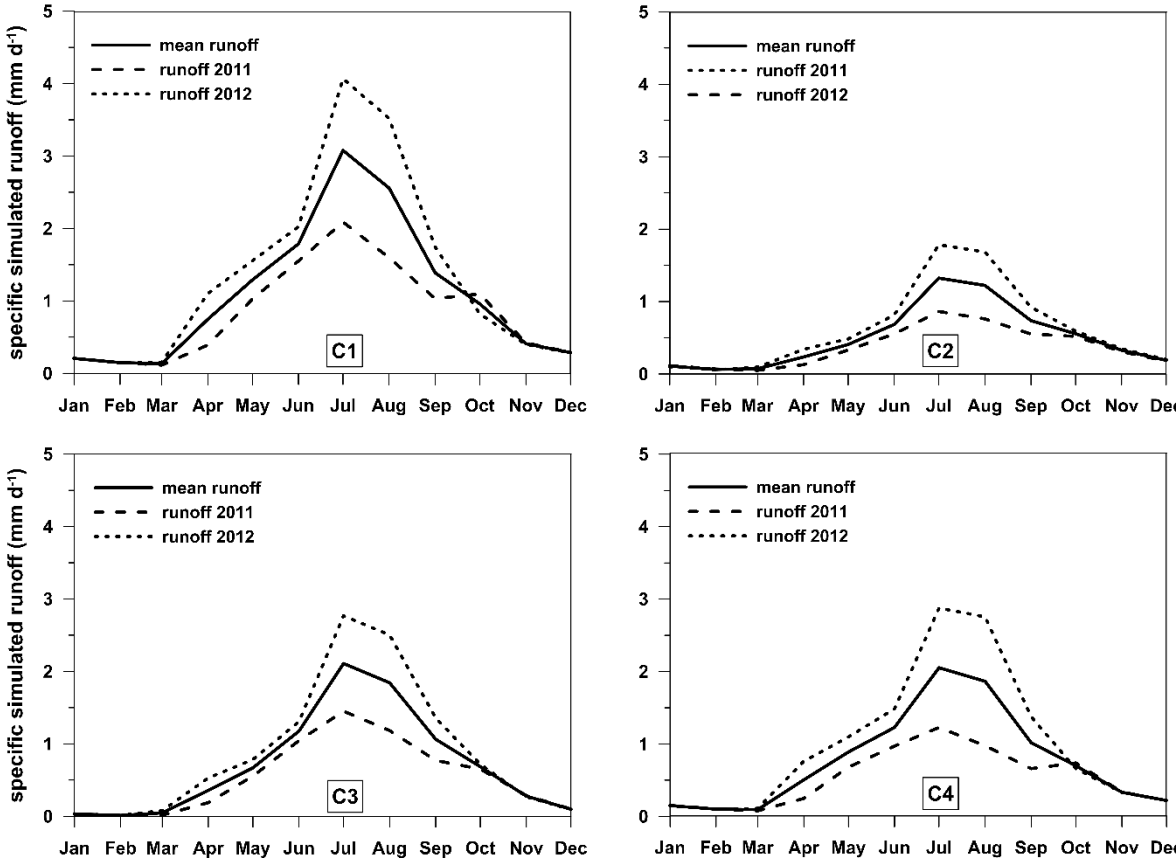 5
4
3
2
1
0
specific simulated runoff (mm d-1)
mean runoff
runoff 2011
runoff 2012
C1
Jan Feb Mar Apr May Jun Jul Aug Sep Oct Nov Dec
5
4
3
2
1
0
mean runoff
runoff 2011
runoff 2012
C2
Jan Feb Mar Apr May Jun Jul Aug Sep Oct Nov Dec
5
4
3
2
1
0
specific simulated runoff (mm d-1)
mean runoff
runoff 2011
runoff 2012
C3
Jan Feb Mar Apr May Jun Jul Aug Sep Oct Nov Dec
5
4
3
2
1
0
mean runoff
runoff 2011
runoff 2012
C4
Jan Feb Mar Apr May Jun Jul Aug Sep Oct Nov Dec